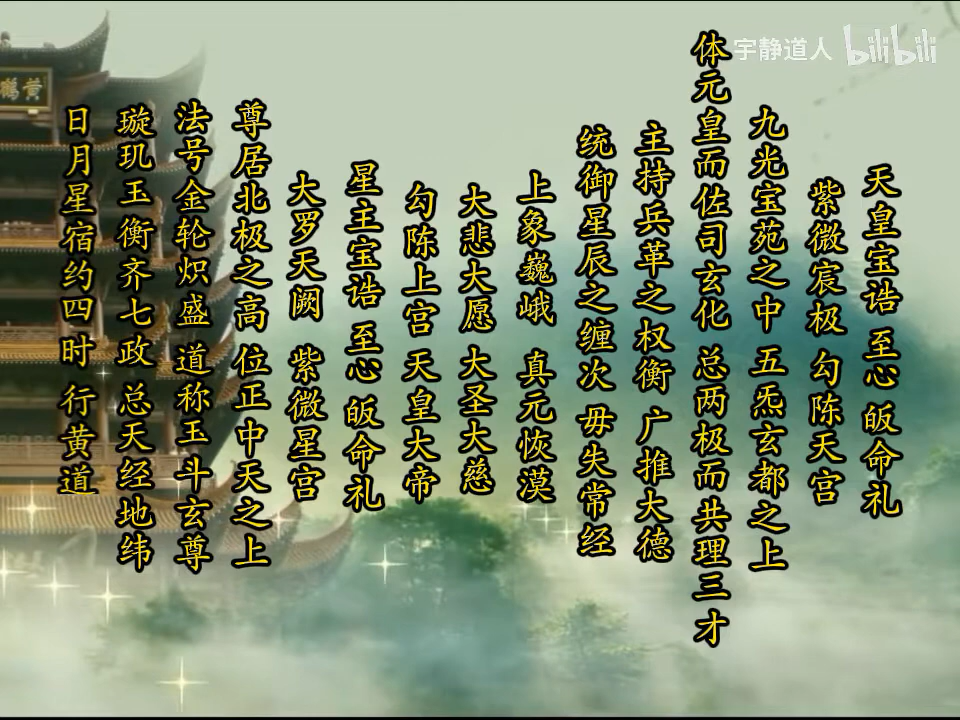 天皇宝诰 至心 皈命礼
紫微宸极 勾陈天宫
九光宝苑之中 五炁玄都之上
体元皇而佐司玄化 总两极而共理三才
主持兵革之权衡 广推大德
统御星辰之缠次 毋失常经
上象巍峨 真元恢漠
大悲大愿 大圣大慈
勾陈上宫 天皇大帝
星主宝诰 至心 皈命礼
大罗天阙 紫微星宫
尊居北极之高 位正中天之上
法号金轮炽盛 道称玉斗玄尊
璇玑玉衡齐七政 总天经地纬
日月星宿约四时 行黄道
宇静道人 bilibili
黄鹤